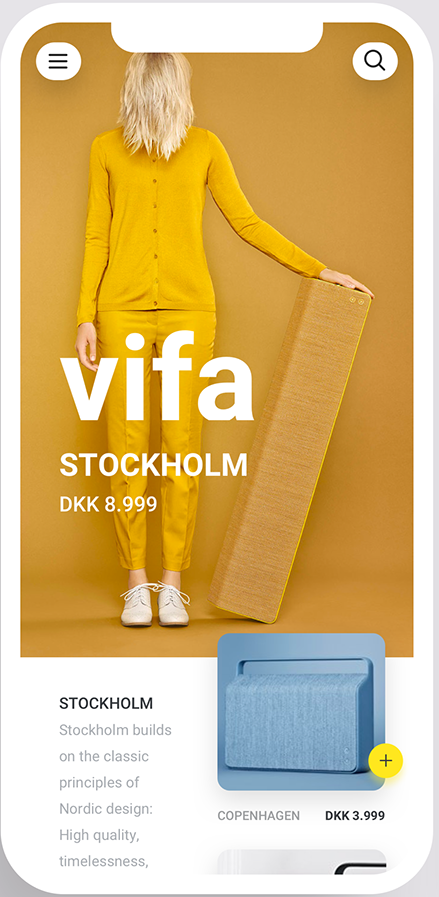 vifa
STOCKHOLM
DKK 8.999
STOCKHOLM
Stockholm builds
on the classic
principles of
Nordic design:
High quality,
timelessness,
COPENHAGEN
DKK 3.999